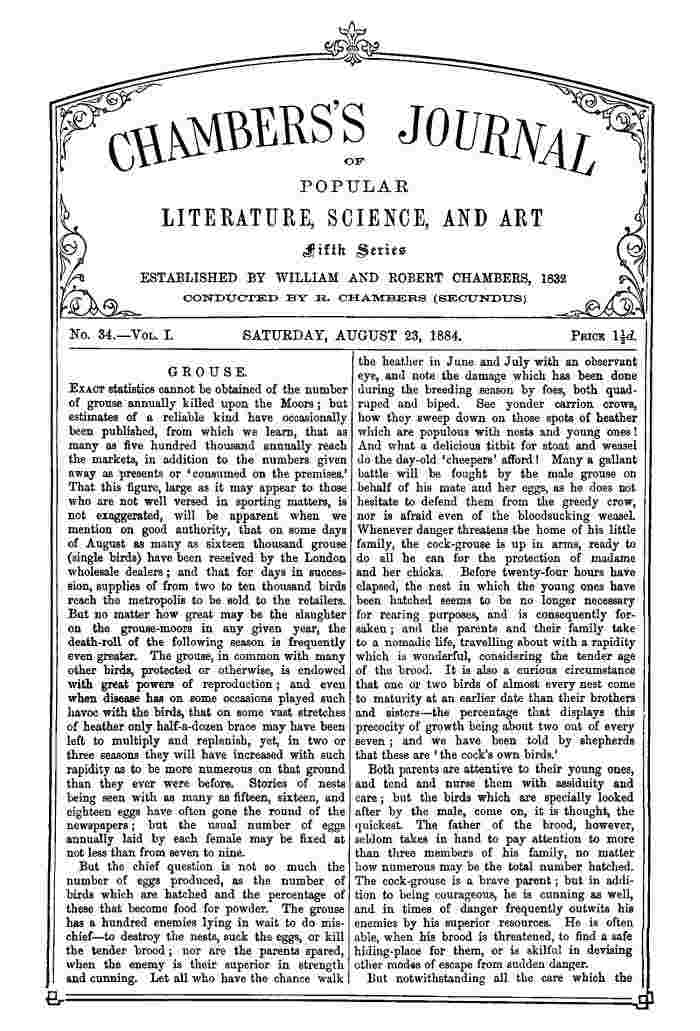 CHAMBERS'S JOURNAL
OF
POPULAR
LITERATURE, SCIENCE, AND ART
Fifth Series
ESTABLISHED BY WILLIAM AND ROBERT CHAMBERS, 1832
CONDUCTED BY R. CHAMBERS (SECUNDUS)
No. 34.—Vol. I.
SATURDAY, AUGUST 23, 1884.
Price 1½d.
GROUSE.
Exact statistics cannot be obtained of the number
of grouse annually killed upon the Moors; but
estimates of a reliable kind have occasionally
been published, from which we learn, that as
many as five hundred thousand annually reach
the markets, in addition to the numbers given
away as presents or 'consumed on the premises.'
That this figure, large as it may appear to those
who are not well versed in sporting matters, is
not exaggerated, will be apparent when we
mention on good authority, that on some days
of August as many as sixteen thousand grouse
(single birds) have been received by the London
wholesale dealers; and that for days in succes-
sion, supplies of from two to ten thousand birds
reach the metropolis to be sold to the retailers.
But no matter how great may be the slaughter
on the grouse-moors in any given year, the
death-roll of the following season is frequently
even greater. The grouse, in common with many
other birds, protected or otherwise, is endowed
with great powers of reproduction; and even
when disease has on some occasions played such
havoc with the birds, that on some vast stretches
of heather only half-a-dozen brace may have been
left to multiply and replenish, yet, in two or
three seasons they will have increased with such
rapidity as to be more numerous on that ground
than they ever were before. Stories of nests
being seen with as many as fifteen, sixteen, and
eighteen eggs have often gone the round of the
newspapers; but the usual number of eggs
annually laid by each female may be fixed at
not less than from seven to nine.
But the chief question is not so much the
number of eggs produced, as the number of
birds which are hatched and the percentage of
these that become food for powder. The grouse
has a hundred enemies lying in wait to do mis-
chief—to destroy the nests, suck the eggs, or kill
the tender brood; nor are the parents spared,
when the enemy is their superior in strength
and cunning. Let all who have the chance walk
the heather in June and July with an observant
eye, and note the damage which has been done
during the breeding season by foes, both quad-
ruped and biped. See yonder carrion crows,
how they sweep down on those spots of heather
which are populous with nests and young ones!
And what a delicious titbit for stoat and weasel
do the day-old 'cheepers' afford! Many a gallant
battle will be fought by the male grouse on
behalf of his mate and her eggs, as he does not
hesitate to defend them from the greedy crow,
nor is afraid even of the bloodsucking weasel.
Whenever danger threatens the home of his little
family, the cock-grouse is up in arms, ready to
do all he can for the protection of madame
and her chicks. Before twenty-four hours have
elapsed, the nest in which the young ones have
been hatched seems to be no longer necessary
for rearing purposes, and is consequently for-
saken; and the parents and their family take
to a nomadic life, travelling about with a rapidity
which is wonderful, considering the tender age
of the brood. It is also a curious circumstance
that one or two birds of almost every nest come
to maturity at an earlier date than their brothers
and sisters—the percentage that displays this
precocity of growth being about two out of every
seven; and we have been told by shepherds
that these are 'the cock's own birds.'
Both parents are attentive to their young ones,
and tend and nurse them with assiduity and
care; but the birds which are specially looked
after by the male, come on, it is thought, the
quickest. The father of the brood, however,
seldom takes in hand to pay attention to more
than three members of his family, no matter
how numerous may be the total number hatched.
The cock-grouse is a brave parent; but in addi-
tion to being courageous, he is cunning as well,
and in times of danger frequently outwits his
enemies by his superior resources. He is often
able, when his brood is threatened, to find a safe
hiding-place for them, or is skilful in devising
other modes of escape from sudden danger.
But notwithstanding all the care which the